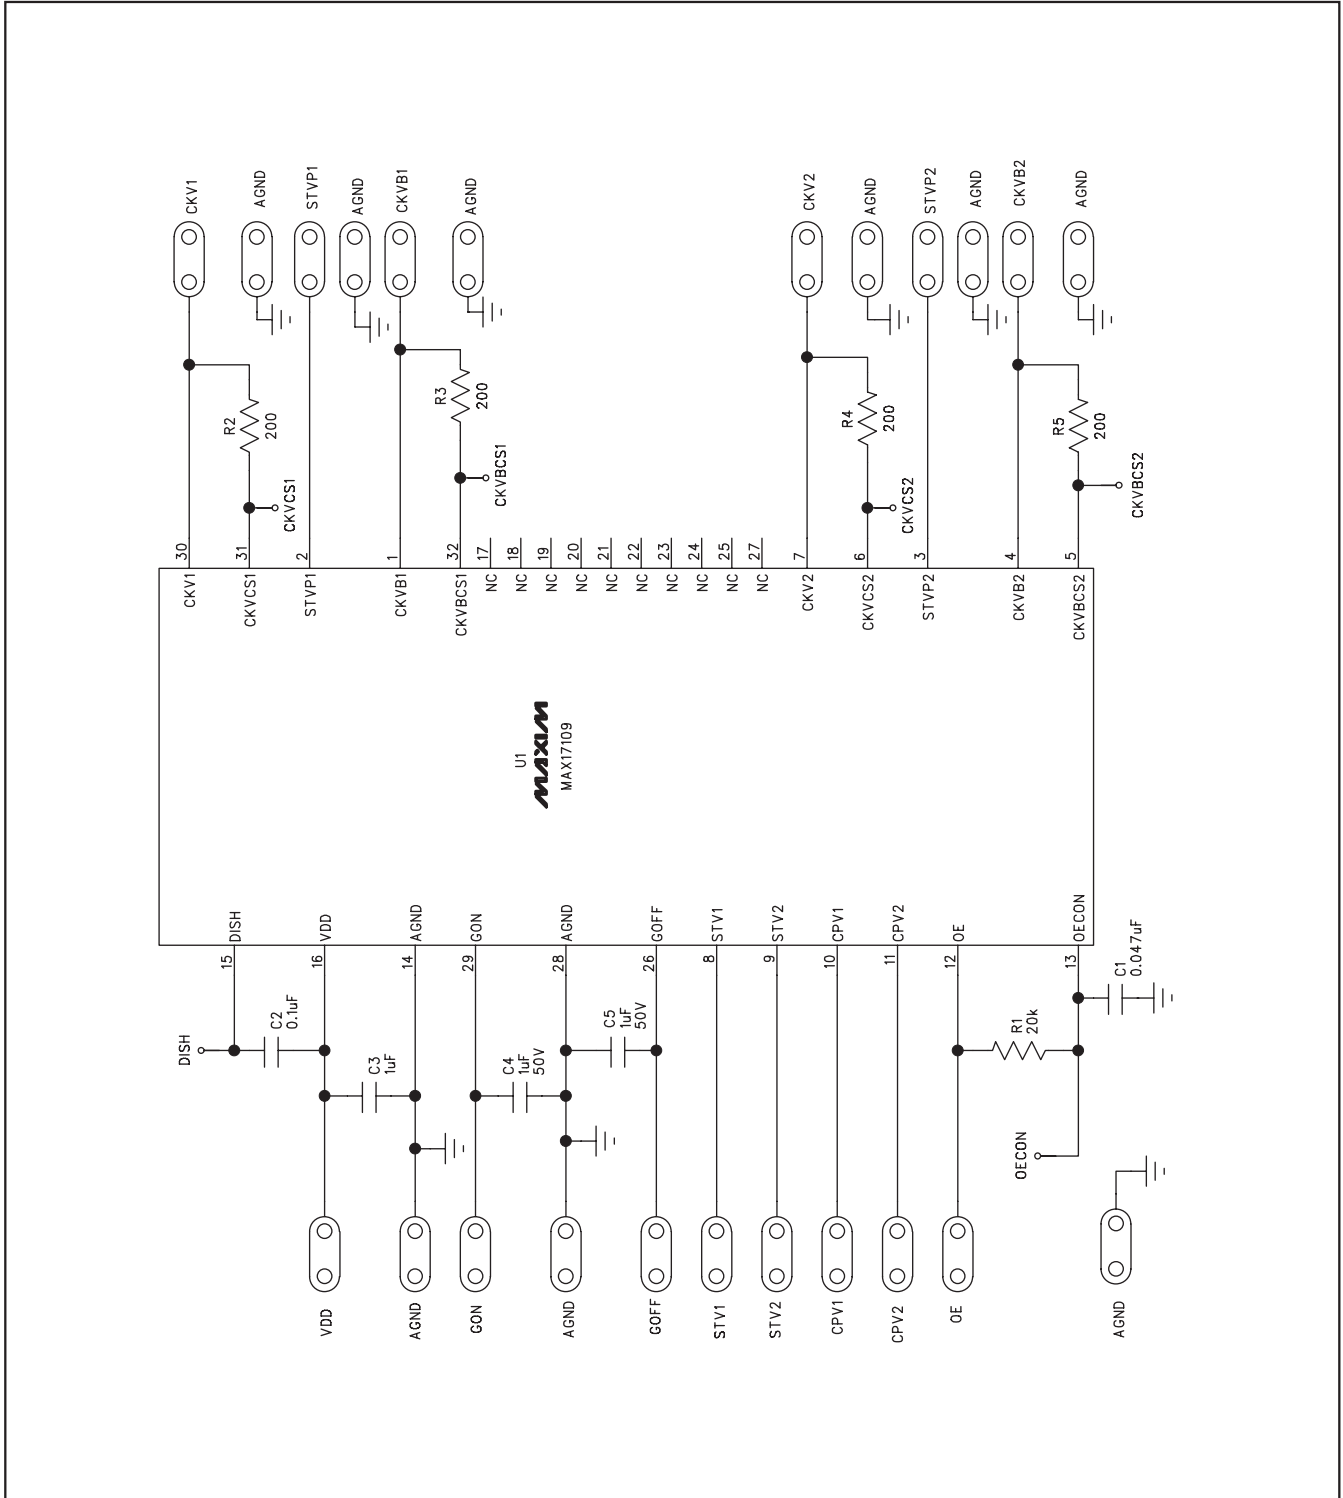 CKV1
AGND
STVP1
AGND
CKVB1
AGND
CKV2
AGND
STVP2
AGND
CKVB2
AGND
R2
200
R3
200
R4
200
R5
200
CKVCS1
CKVBCS1
CKVCS2
CKVBCS2
30
31
2
1
32
17
18
19
20
21
22
23
24
25
27
7
6
3
4
5
CKV1
CKVCS1
STVP1
CKVB1
CKVBCS1
NC
NC
NC
NC
NC
NC
NC
NC
NC
NC
CKV2
CKVCS2
STVP2
CKVB2
CKVBCS2
U1
MAXIM
MAX17109
DISH
VDD
AGND
GON
AGND
GOFF
STV1
STV2
CPV1
CPV2
OE
OECON
15
16
14
29
28
26
8
9
10
11
12
13
DISH
C2
0.1uF
C3
1uF
C4
1uF
50V
C5
1uF
50V
R1
20k
C1
0.047uF
OECON
VDD
AGND
GON
AGND
GOFF
STV1
STV2
CPV1
CPV2
OE
AGND